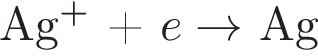 Ag⁺ + e → Ag